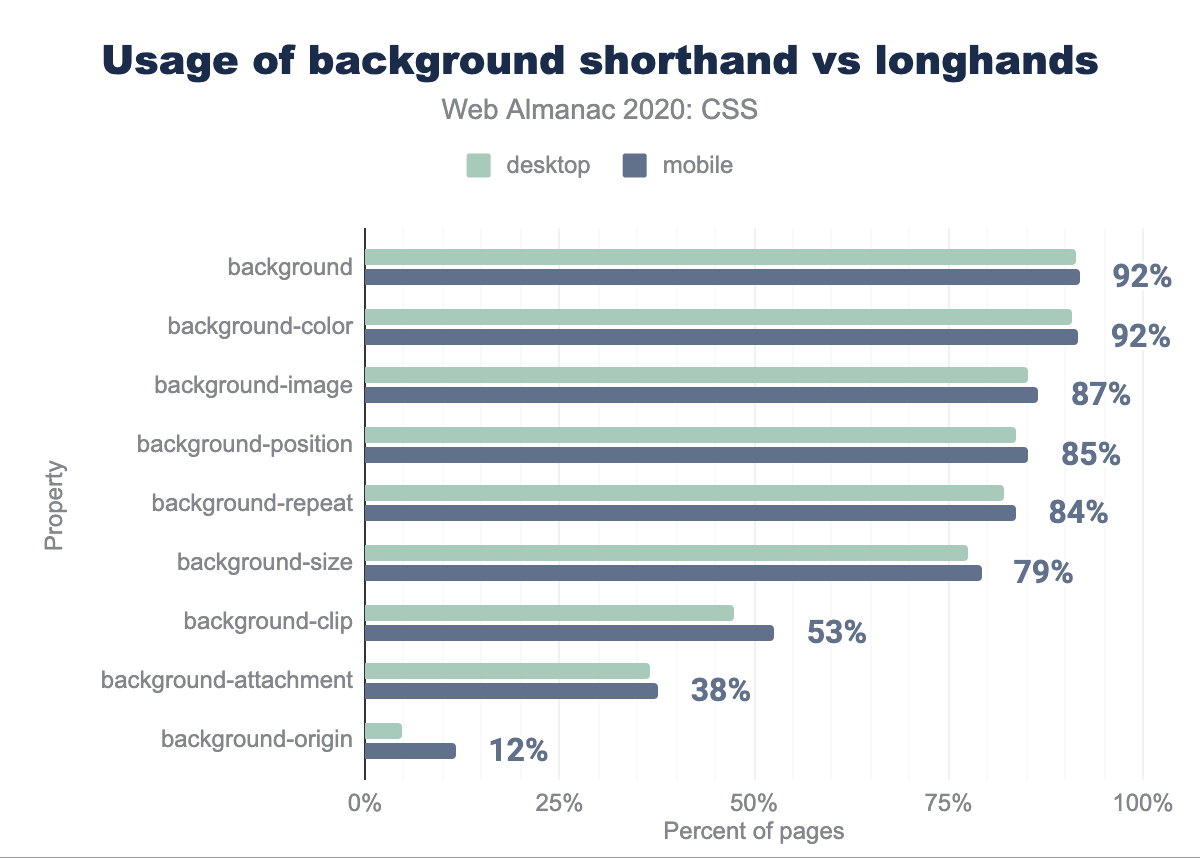 Usage of background shorthand vs longhands
Web Almanac 2020: CSS
desktop mobile
background 92%
background-color 92%
background-image 87%
background-position 85%
background-repeat 84%
background-size 79%
background-clip 53%
background-attachment 38%
background-origin 12%
Property
0% 25% 50% 75% 100%
Percent of pages